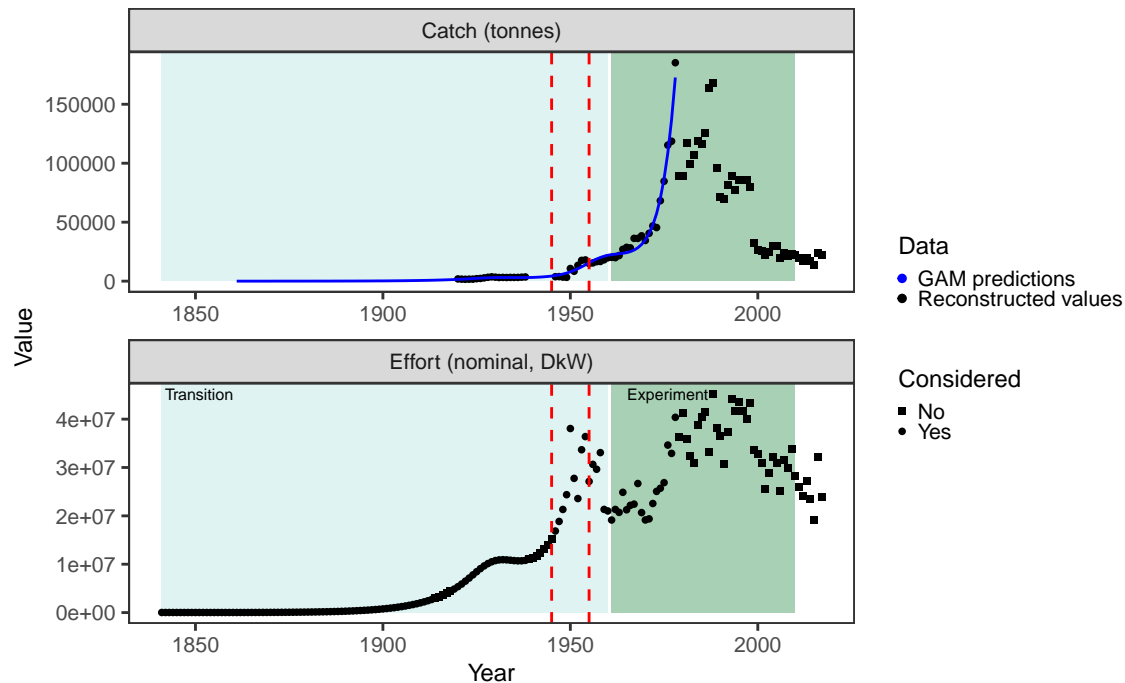 Catch (tonnes)
150000
100000
50000
0
1850
1900
1950
2000
Effort (nominal, DkW)
Transition
Experiment
4e+07
3e+07
2e+07
1e+07
0e+00
1850
1900
1950
2000
Value
Year
Data
GAM predictions
Reconstructed values
Considered
No
Yes